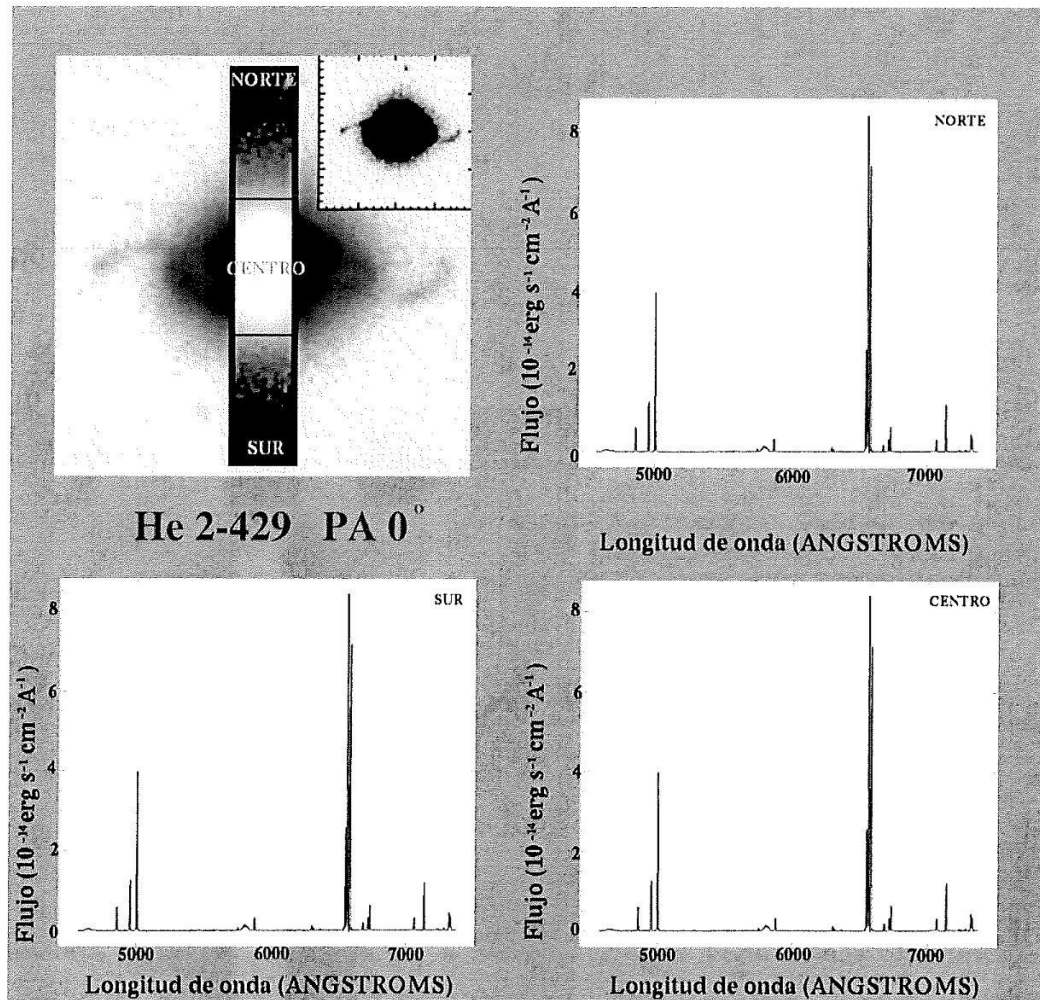 NORTE
CENTRO
SUR
He 2-429 PA 0°
NORTE
Flujo (10⁻¹⁴erg s⁻¹ cm⁻² A⁻¹)
8
6
4
2
0
5000 6000 7000
Longitud de onda (ANGSTROMS)
SUR
Flujo (10⁻¹⁴erg s⁻¹ cm⁻² A⁻¹)
8
6
4
2
0
5000 6000 7000
Longitud de onda (ANGSTROMS)
CENTRO
Flujo (10⁻¹⁴erg s⁻¹ cm⁻² A⁻¹)
8
6
4
2
0
5000 6000 7000
Longitud de onda (ANGSTROMS)